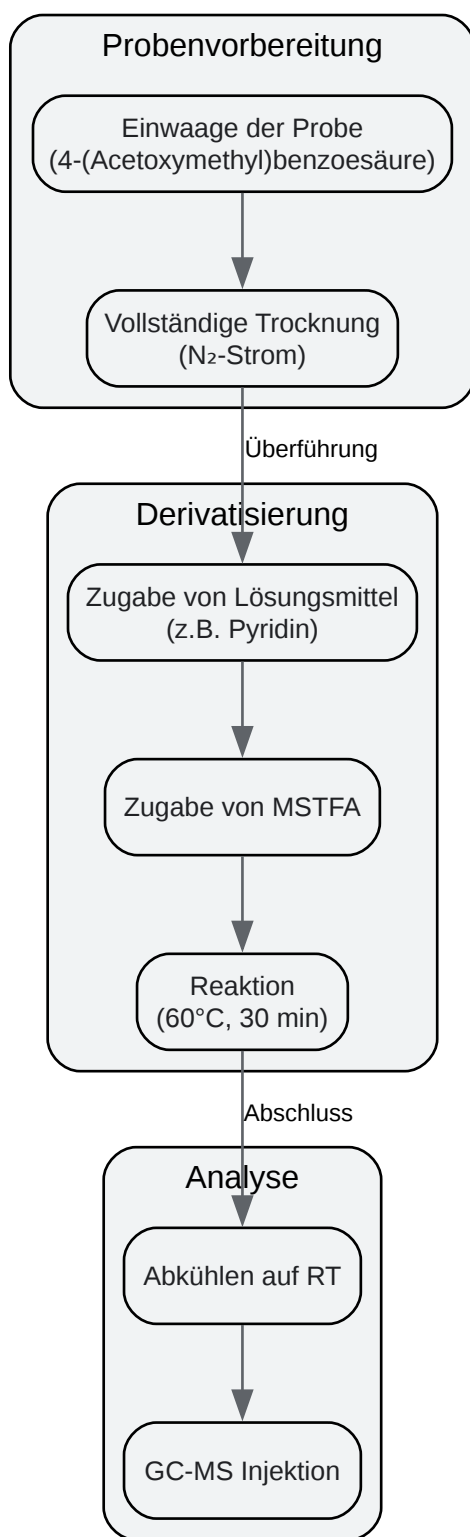 Probenvorbereitung
Einwaage der Probe
(4-(Acetoxymethyl)benzoesäure)
Vollständige Trocknung
(N₂-Strom)
Überführung
Derivatisierung
Zugabe von Lösungsmittel
(z.B. Pyridin)
Zugabe von MSTFA
Reaktion
(60°C, 30 min)
Abschluss
Analyse
Abkühlen auf RT
GC-MS Injektion